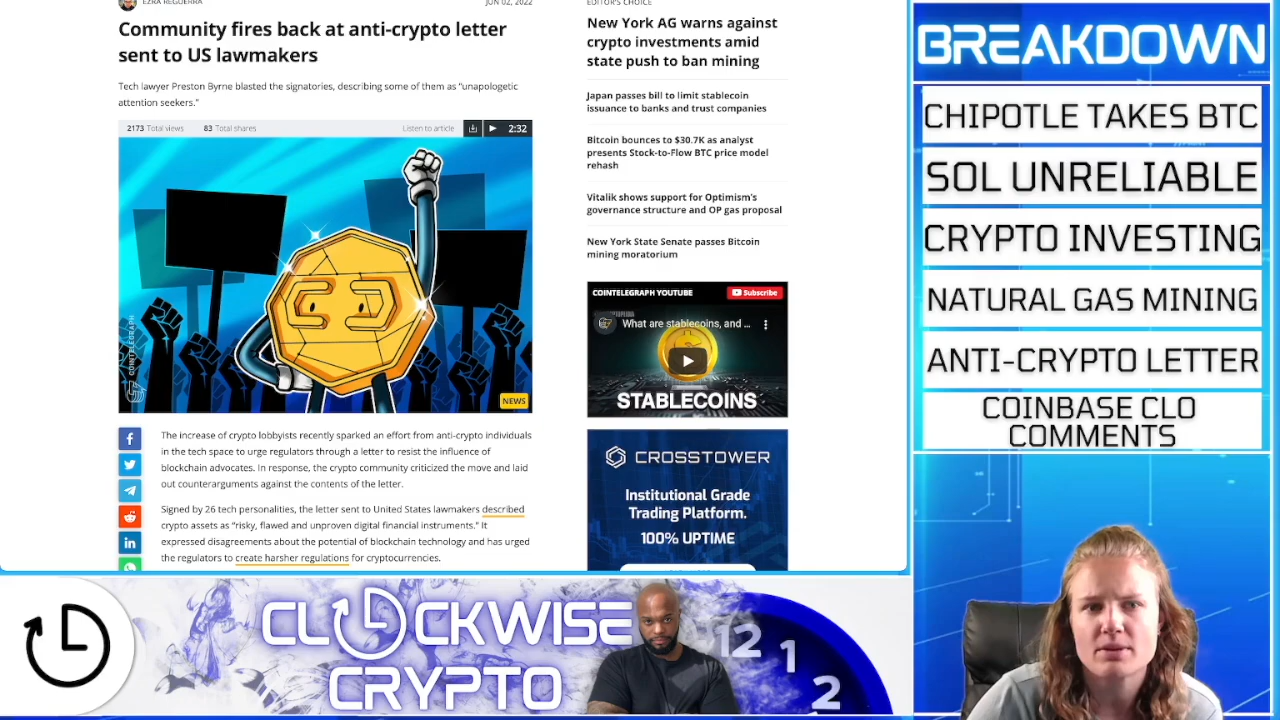 EZRA REGUERRA
JUN 02, 2022
Community fires back at anti-crypto letter
sent to US lawmakers
Tech lawyer Preston Byrne blasted the signatories, describing some of them as "unapologetic
attention seekers."
2173 Total views
83 Total shares
Listen to article
2:32
COINTELEGRAPH
NEWS
The increase of crypto lobbyists recently sparked an effort from anti-crypto individuals
in the tech space to urge regulators through a letter to resist the influence of
blockchain advocates. In response, the crypto community criticized the move and laid
out counterarguments against the contents of the letter.
Signed by 26 tech personalities, the letter sent to United States lawmakers described
crypto assets as "risky, flawed and unproven digital financial instruments." It
expressed disagreements about the potential of blockchain technology and has urged
the regulators to create harsher regulations for cryptocurrencies.
EDITOR'S CHOICE
New York AG warns against
crypto investments amid
state push to ban mining
Japan passes bill to limit stablecoin
issuance to banks and trust companies
Bitcoin bounces to $30.7K as analyst
presents Stock-to-Flow BTC price model
rehash
Vitalik shows support for Optimism's
governance structure and OP gas proposal
New York State Senate passes Bitcoin
mining moratorium
COINTELEGRAPH YOUTUBE
Subscribe
What are stablecoins, and ...
STABLECOINS
CROSSTOWER
Institutional Grade
Trading Platform.
100% UPTIME
BREAKDOWN
CHIPOTLE TAKES BTC
SOL UNRELIABLE
CRYPTO INVESTING
NATURAL GAS MINING
ANTI-CRYPTO LETTER
COINBASE CLO
COMMENTS
CLOCKWISE
CRYPTO
12
1
2